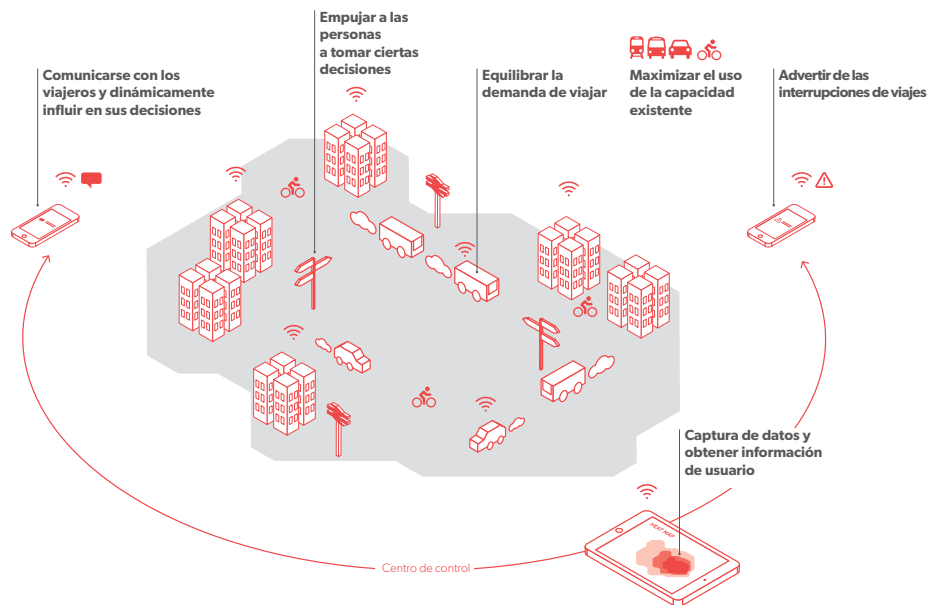 Empujar a las
personas
a tomar ciertas
decisiones
Comunicarse con los
viajeros y dinámicamente
influir en sus decisiones
Equilibrar la
demanda de viajar
Maximizar el uso
de la capacidad
existente
Advertir de las
interrupciones de viajes
Captura de datos y
obtener información
de usuario
HEAT MAP
Centro de control